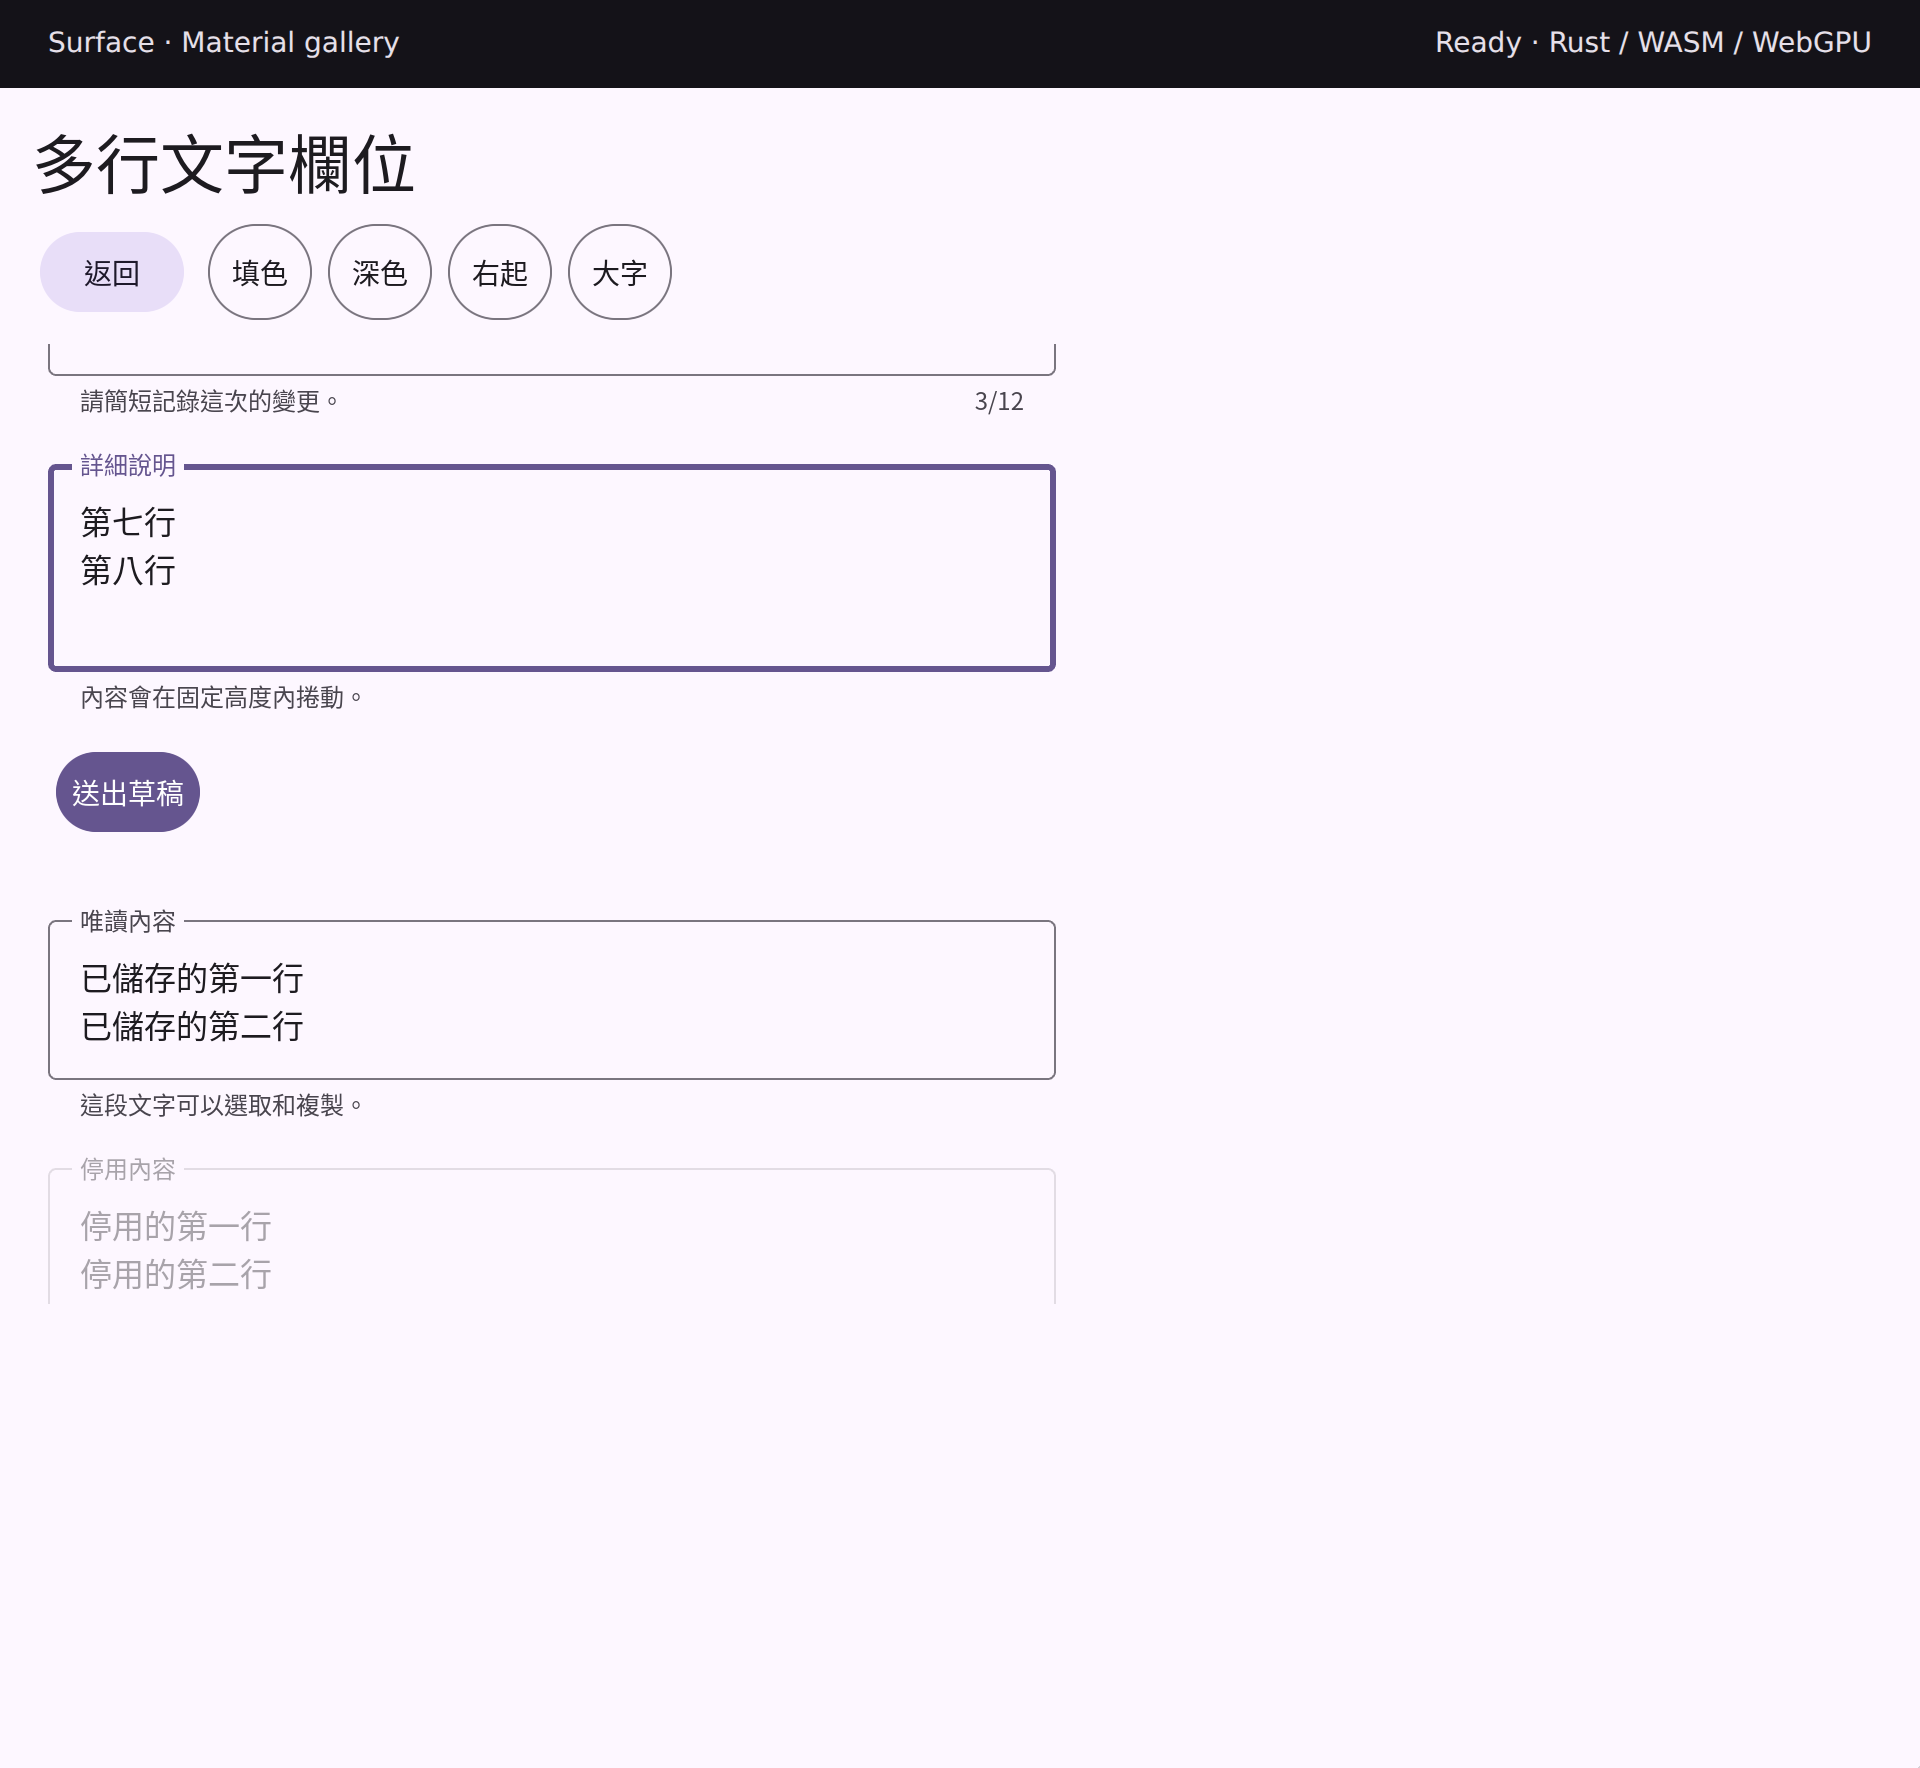 Surface · Material gallery
Ready · Rust / WASM / WebGPU
多行文字欄位
返回
填色
深色
右起
大字
請簡短記錄這次的變更。
3/12
詳細說明
第七行
第八行
內容會在固定高度內捲動。
送出草稿
唯讀內容
已儲存的第一行
已儲存的第二行
這段文字可以選取和複製。
停用內容
停用的第一行
停用的第二行